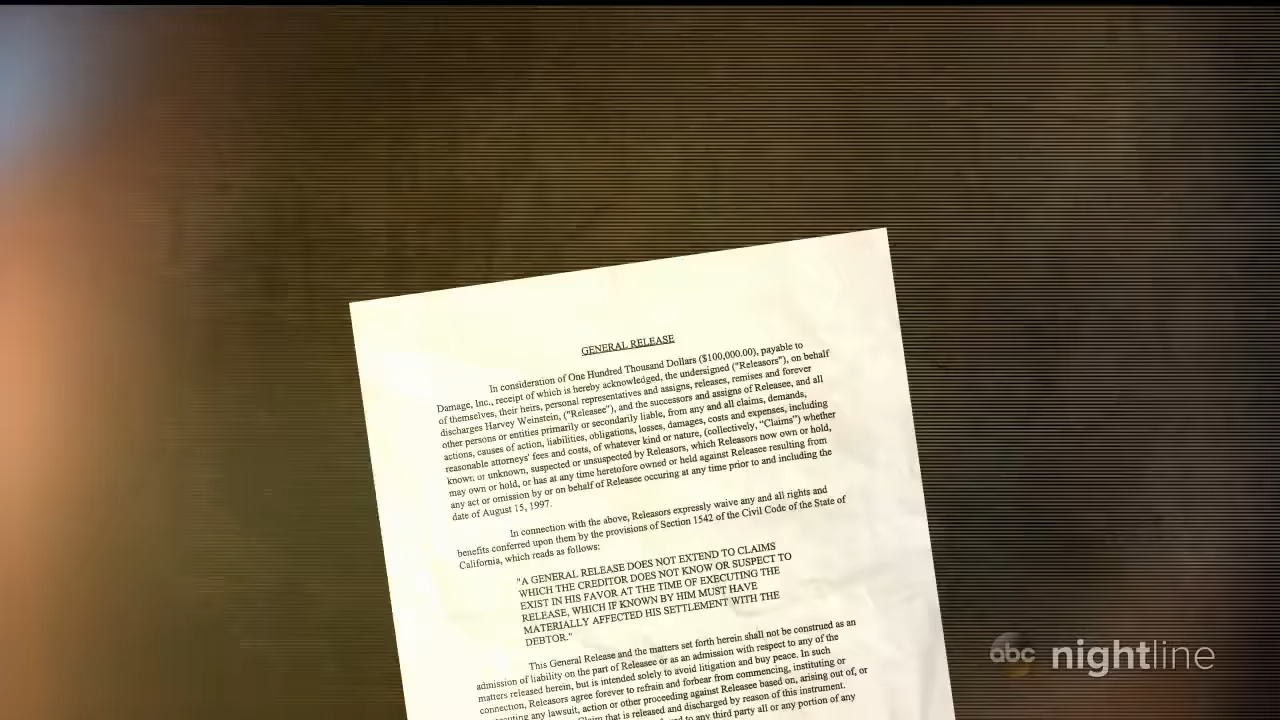 GENERAL RELEASE
In consideration of One Hundred Thousand Dollars ($100,000.00), payable to
Damage, Inc., receipt of which is hereby acknowledged, the undersigned ("Releasors"), on behalf
of themselves, their heirs, personal representatives and assigns, releases, remises and forever
discharges Harvey Weinstein, ("Releasee"), and the successors and assigns of Releasee, and all
other persons or entities primarily or secondarily liable, from any and all claims, demands,
actions, causes of action, liabilities, obligations, losses, damages, costs and expenses, including
reasonable attorneys' fees and costs, of whatever kind or nature, (collectively, "Claims") whether
known or unknown, suspected or unsuspected by Releasors, which Releasors now own or hold,
may own or hold, or has at any time heretofore owned or held against Releasee resulting from
any act or omission by or on behalf of Releasee occuring at any time prior to and including the
date of August 15, 1997.
In connection with the above, Releasors expressly waive any and all rights and
benefits conferred upon them by the provisions of Section 1542 of the Civil Code of the State of
California, which reads as follows:
"A GENERAL RELEASE DOES NOT EXTEND TO CLAIMS
WHICH THE CREDITOR DOES NOT KNOW OR SUSPECT TO
EXIST IN HIS FAVOR AT THE TIME OF EXECUTING THE
RELEASE, WHICH IF KNOWN BY HIM MUST HAVE
MATERIALLY AFFECTED HIS SETTLEMENT WITH THE
DEBTOR."
This General Release and the matters set forth herein shall not be construed as an
admission of liability on the part of Releasee or as an admission with respect to any of the
matters released herein, but is intended solely to avoid litigation and buy peace. In such
connection, Releasors agree forever to refrain and forbear from commencing, instituting or
any lawsuit, action or other proceeding against Releasee based on, arising out of, or
Claim that is released and discharged by reason of this instrument.
to any third party all or any portion of any
abc nightline